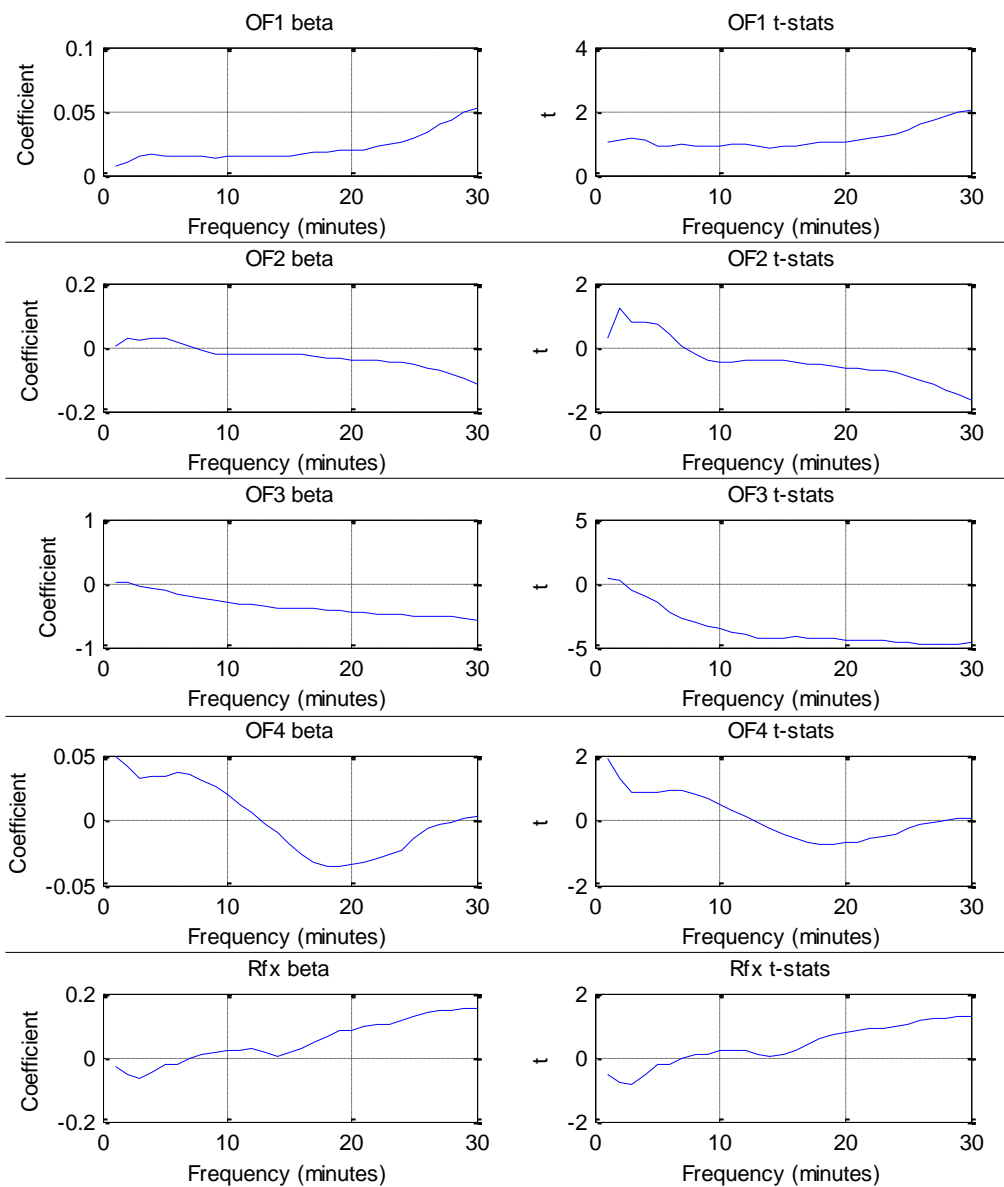 OF1 beta
OF1 t-stats
0.1
0.05
0
Coefficient
0
10
20
30
Frequency (minutes)
4
2
0
t
0
10
20
30
Frequency (minutes)
OF2 beta
OF2 t-stats
0.2
0
-0.2
Coefficient
0
10
20
30
Frequency (minutes)
2
0
-2
t
0
10
20
30
Frequency (minutes)
OF3 beta
OF3 t-stats
1
0
-1
Coefficient
0
10
20
30
Frequency (minutes)
5
0
-5
t
0
10
20
30
Frequency (minutes)
OF4 beta
OF4 t-stats
0.05
0
-0.05
Coefficient
0
10
20
30
Frequency (minutes)
2
0
-2
t
0
10
20
30
Frequency (minutes)
Rfx beta
Rfx t-stats
0.2
0
-0.2
Coefficient
0
10
20
30
Frequency (minutes)
2
0
-2
t
0
10
20
30
Frequency (minutes)